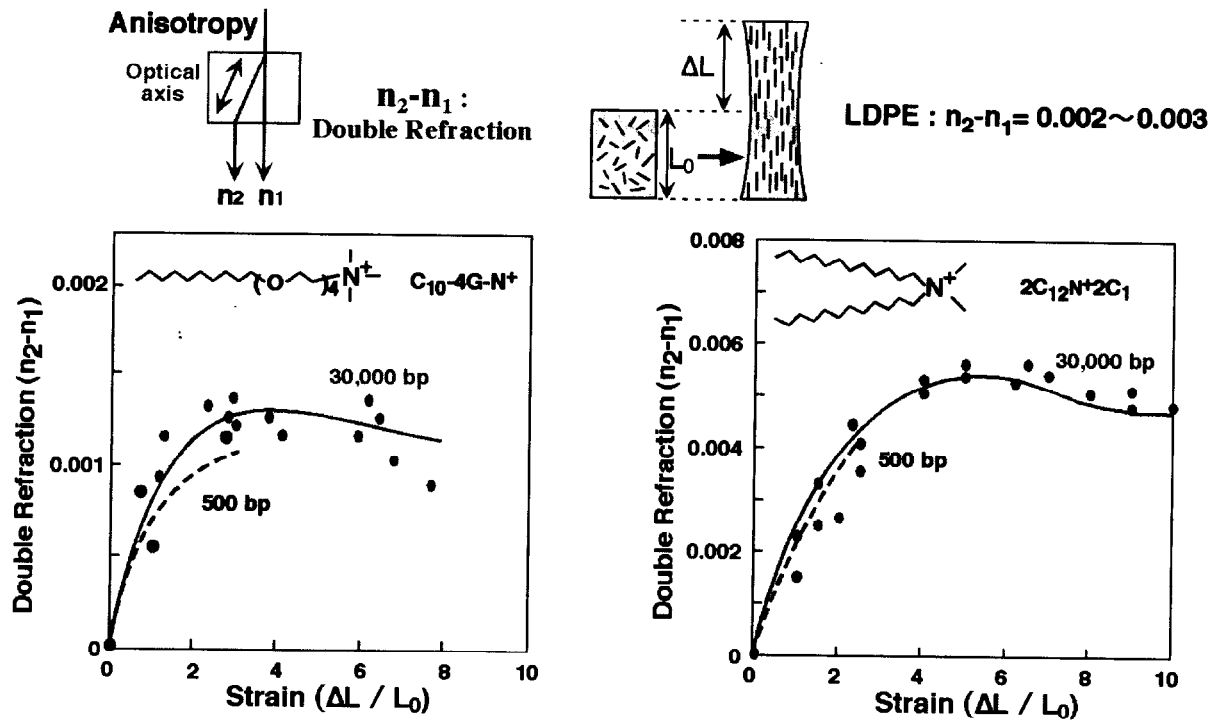 Anisotropy
Optical
axis
n₂-n₁ :
Double Refraction
n₂ n₁
ΔL
L₀
LDPE : n₂-n₁= 0.002～0.003
Double Refraction (n₂-n₁)
0.002
0.001
0
(O)₄N⁺
C₁₀-4G-N⁺
30,000 bp
500 bp
0 2 4 6 8 10
Strain (ΔL / L₀)
Double Refraction (n₂-n₁)
0.008
0.006
0.004
0.002
0
N⁺
2C₁₂N⁺2C₁
30,000 bp
500 bp
0 2 4 6 8 10
Strain (ΔL / L₀)